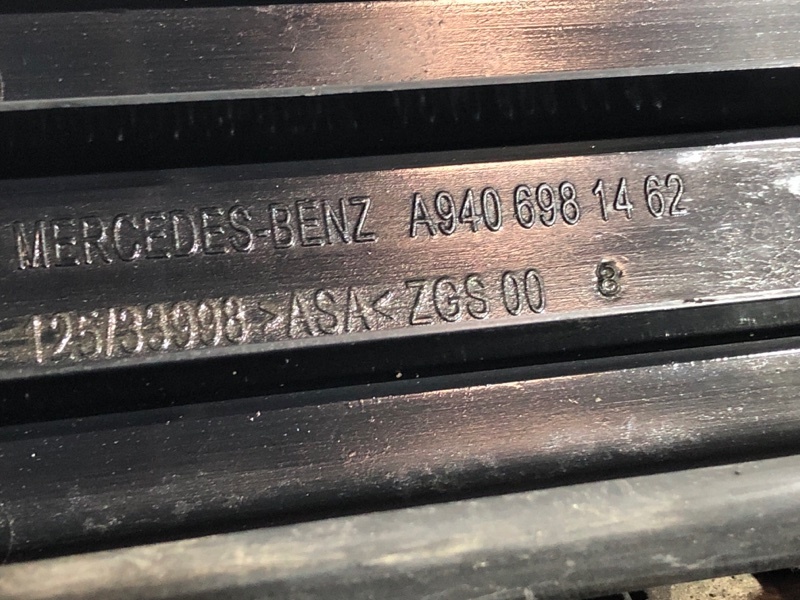 MERCEDES-BENZ A940 698 14 62
125/33998 >ASA< ZGS 00 8